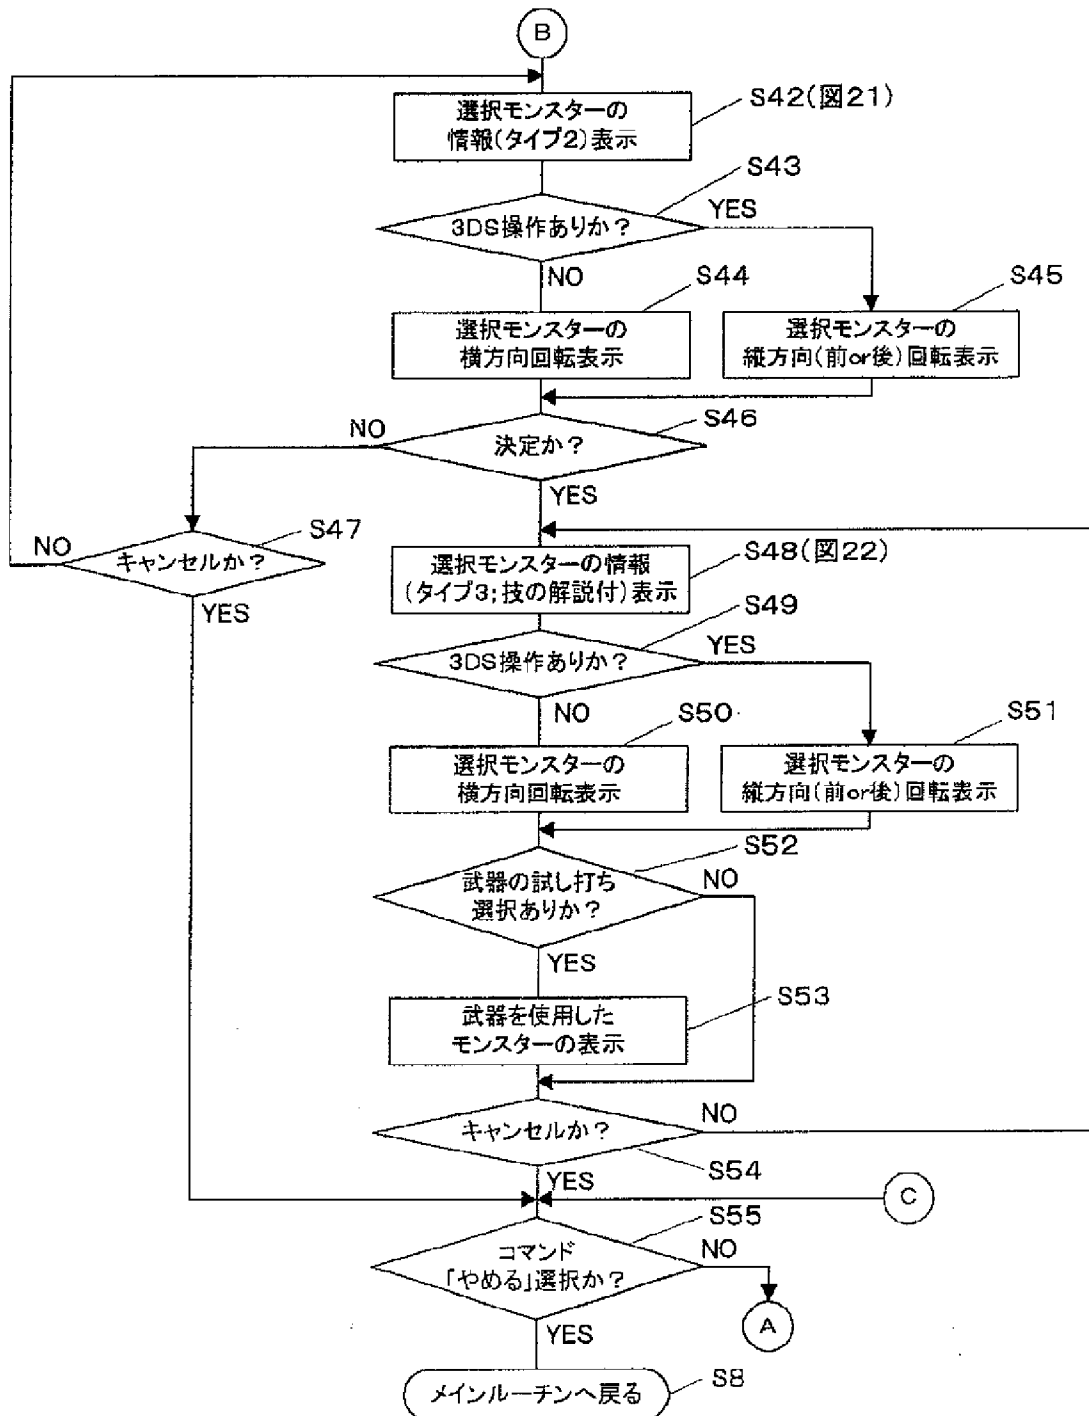 B
S42(図21)
選択モンスターの
情報(タイプ2)表示
S43
3DS操作ありか?
YES
NO
S44
選択モンスターの
横方向回転表示
S45
選択モンスターの
縦方向(前or後)回転表示
S46
決定か?
NO
YES
S47
キャンセルか?
NO
YES
S48(図22)
選択モンスターの情報
(タイプ3;技の解説付)表示
S49
3DS操作ありか?
YES
NO
S50
選択モンスターの
横方向回転表示
S51
選択モンスターの
縦方向(前or後)回転表示
S52
武器の試し打ち
選択ありか?
NO
YES
S53
武器を使用した
モンスターの表示
キャンセルか?
NO
S54
YES
C
S55
コマンド
「やめる」選択か?
NO
A
YES
メインルーチンへ戻る
S8